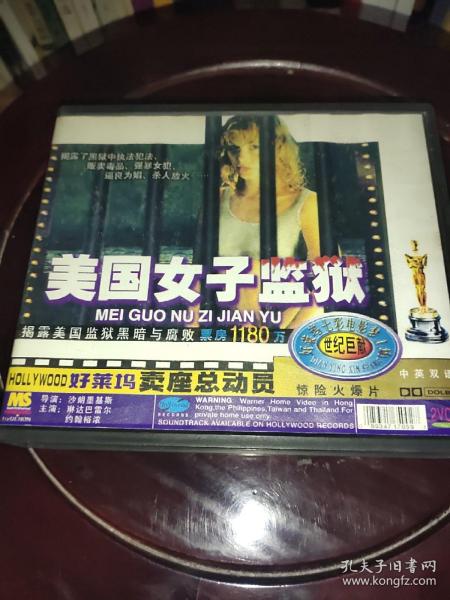 揭露了黑狱中执法犯法、
贩卖毒品、强暴女犯、
逼良为娼、杀人放火……
美国女子监狱
MEI GUO NU ZI JIAN YU
揭露美国监狱黑暗与腐败 票房1180万
世纪巨献
中英双语
HOLLYWOOD 好莱坞 卖座总动员
惊险火爆片
DOLBY
MS
导演：沙朗墨基斯
主演：琳达巴雷尔
约翰裕浓
RECORDS
WARNING: Warner Home Video in Hong
Kong,the Philippines,Taiwan and Thailand For
private home use only.
SOUNDTRACK AVAILABLE ON HOLLYWOOD RECORDS
2VCD
孔夫子旧书网
www.kongfz.com